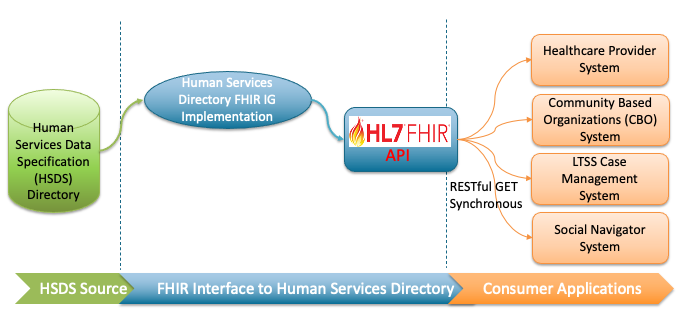 Human
Services Data
Specification
(HSDS)
Directory
Human Services
Directory FHIR IG
Implementation
HL7 FHIR®
API
RESTful GET
Synchronous
Healthcare Provider
System
Community Based
Organizations (CBO)
System
LTSS Case
Management
System
Social Navigator
System
HSDS Source
FHIR Interface to Human Services Directory
Consumer Applications